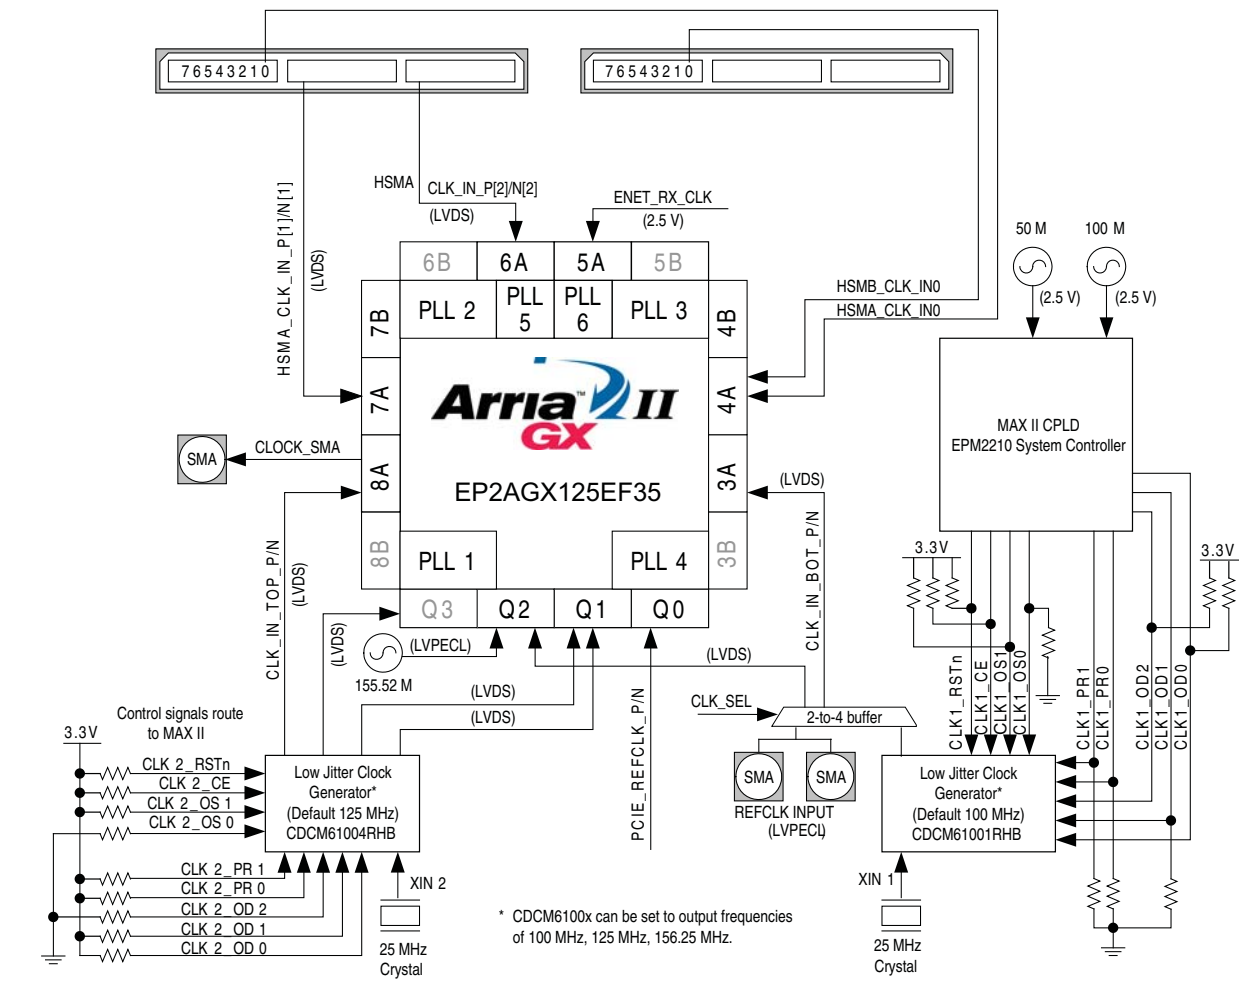 76543210
76543210
HSMA
CLK_IN_P[2]/N[2]
(LVDS)
ENET_RX_CLK
(2.5 V)
HSMA_CLK_IN_P[1]/N[1]
(LVDS)
50 M
100 M
(2.5 V)
(2.5 V)
HSMB_CLK_IN0
HSMA_CLK_IN0
6B
6A
5A
5B
PLL 2
PLL
5
PLL
6
PLL 3
7B
7A
8A
8B
4B
4A
3A
3B
Arria™ II
GX
EP2AGX125EF35
PLL 1
PLL 4
Q3
Q2
Q1
Q0
SMA
CLOCK_SMA
MAX II CPLD
EPM2210 System Controller
(LVDS)
CLK_IN_BOT_P/N
CLK_IN_TOP_P/N
(LVDS)
(LVDS)
(LVPECL)
155.52 M
(LVDS)
(LVDS)
(LVDS)
PCIE_REFCLK_P/N
CLK_SEL
2-to-4 buffer
SMA
SMA
REFCLK INPUT
(LVPECL)
3.3V
3.3V
CLK1_RSTn
CLK1_CE
CLK1_OS1
CLK1_OS0
CLK1_PR1
CLK1_PR0
CLK1_OD2
CLK1_OD1
CLK1_OD0
Control signals route
to MAX II
3.3V
CLK 2_RSTn
CLK 2_CE
CLK 2_OS 1
CLK 2_OS 0
CLK 2_PR 1
CLK 2_PR 0
CLK 2_OD 2
CLK 2_OD 1
CLK 2_OD 0
Low Jitter Clock
Generator*
(Default 125 MHz)
CDCM61004RHB
XIN 2
25 MHz
Crystal
Low Jitter Clock
Generator*
(Default 100 MHz)
CDCM61001RHB
XIN 1
25 MHz
Crystal
* CDCM6100x can be set to output frequencies
of 100 MHz, 125 MHz, 156.25 MHz.